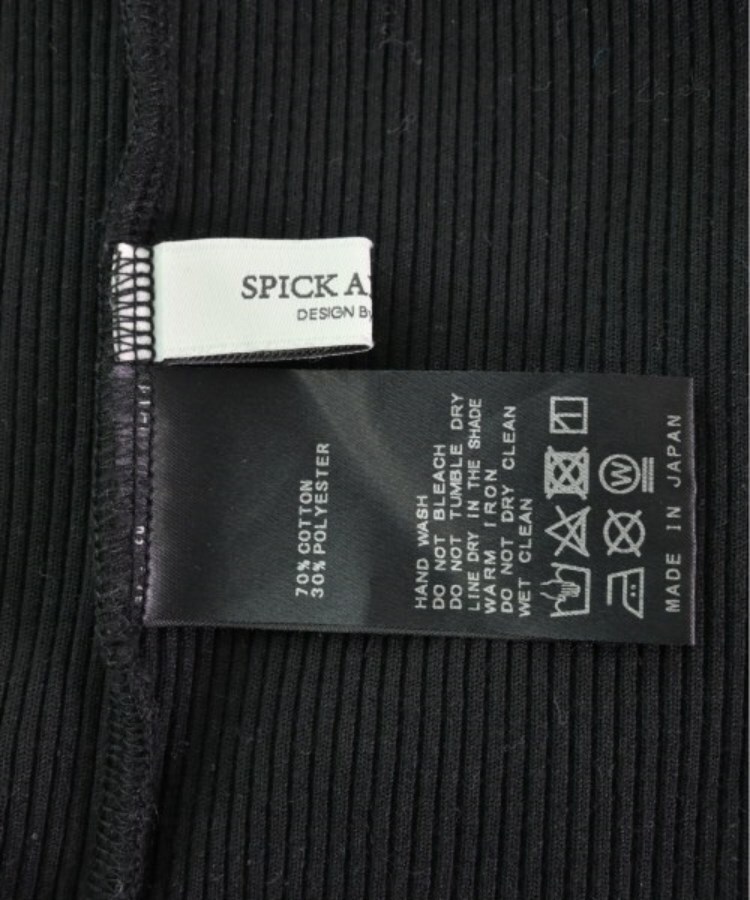 SPICK A
DESIGN By
70% COTTON
30% POLYESTER
HAND WASH
DO NOT BLEACH
DO NOT TUMBLE DRY
LINE DRY IN THE SHADE
WARM IRON
DO NOT DRY CLEAN
WET CLEAN
W
MADE IN JAPAN